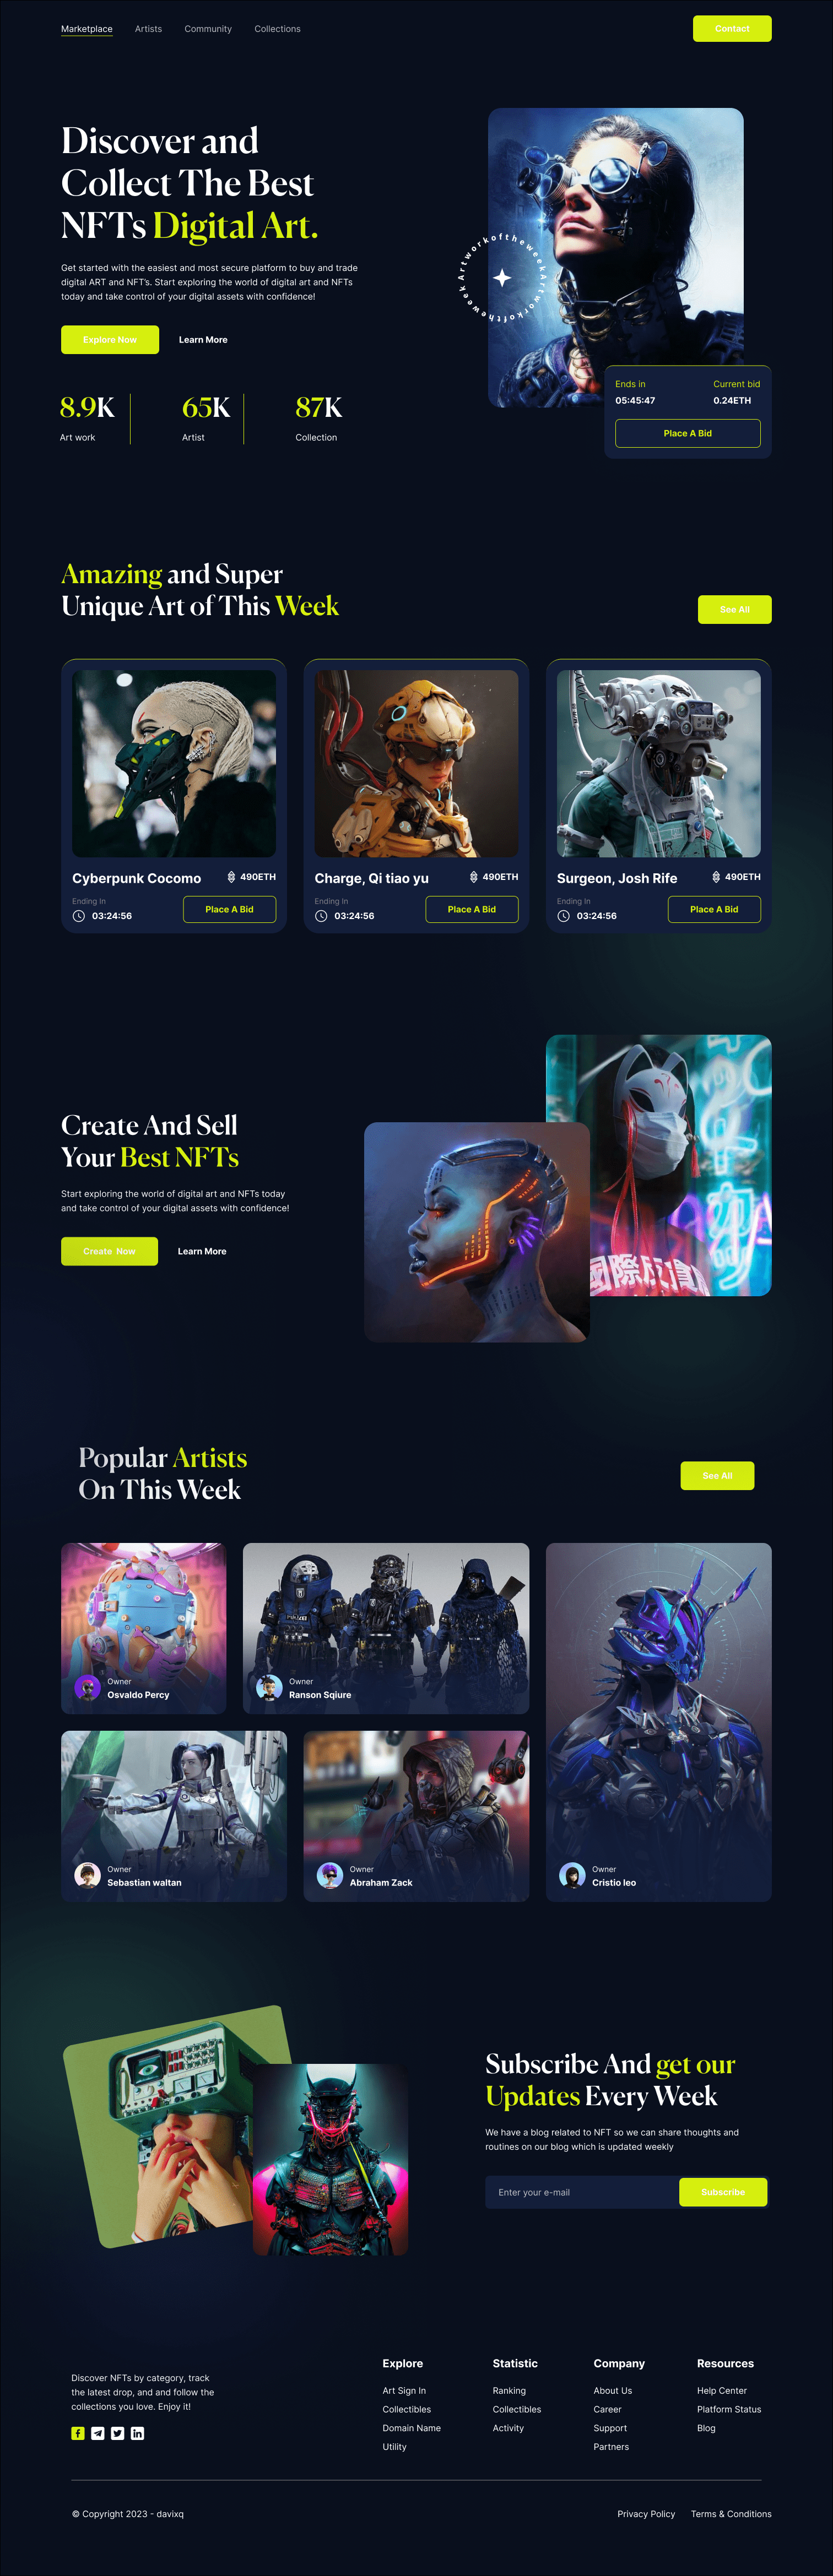 Marketplace
Artists
Community
Collections
Contact
Discover and
Collect The Best
NFTs Digital Art.
Get started with the easiest and most secure platform to buy and trade
digital ART and NFT's. Start exploring the world of digital art and NFTs
today and take control of your digital assets with confidence!
Explore Now
Learn More
8.9K
Art work
65K
Artist
87K
Collection
ArtworkoftheweekArtworkoftheweek
Ends in
Current bid
05:45:47
0.24ETH
Place A Bid
Amazing and Super
Unique Art of This Week
See All
Cyberpunk Cocomo
490ETH
Ending In
03:24:56
Place A Bid
Charge, Qi tiao yu
490ETH
Ending In
03:24:56
Place A Bid
Surgeon, Josh Rife
490ETH
Ending In
03:24:56
Place A Bid
Create And Sell
Your Best NFTs
Start exploring the world of digital art and NFTs today
and take control of your digital assets with confidence!
Create Now
Learn More
Popular Artists
On This Week
See All
Owner
Osvaldo Percy
Owner
Ranson Sqiure
Owner
Sebastian waltan
Owner
Abraham Zack
Owner
Cristio leo
Subscribe And get our
Updates Every Week
We have a blog related to NFT so we can share thoughts and
routines on our blog which is updated weekly
Enter your e-mail
Subscribe
Discover NFTs by category, track
the latest drop, and and follow the
collections you love. Enjoy it!
Explore
Art Sign In
Collectibles
Domain Name
Utility
Statistic
Ranking
Collectibles
Activity
Company
About Us
Career
Support
Partners
Resources
Help Center
Platform Status
Blog
© Copyright 2023 - davixq
Privacy Policy
Terms & Conditions